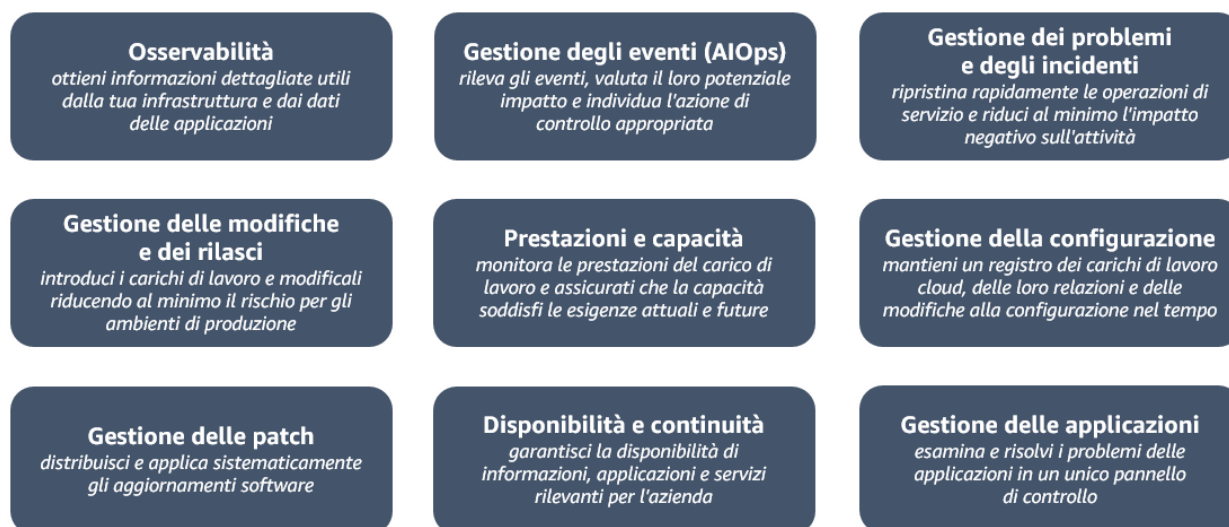 Osservabilità
ottieni informazioni dettagliate utili
dalla tua infrastruttura e dai dati
delle applicazioni
Gestione degli eventi (AIOps)
rileva gli eventi, valuta il loro potenziale
impatto e individua l'azione di
controllo appropriata
Gestione dei problemi
e degli incidenti
ripristina rapidamente le operazioni di
servizio e riduci al minimo l'impatto
negativo sull'attività
Gestione delle modifiche
e dei rilasci
introduci i carichi di lavoro e modificali
riducendo al minimo il rischio per gli
ambienti di produzione
Prestazioni e capacità
monitora le prestazioni del carico di
lavoro e assicurati che la capacità
soddisfi le esigenze attuali e future
Gestione della configurazione
mantieni un registro dei carichi di lavoro
cloud, delle loro relazioni e delle
modifiche alla configurazione nel tempo
Gestione delle patch
distribuisci e applica sistematicamente
gli aggiornamenti software
Disponibilità e continuità
garantisci la disponibilità di
informazioni, applicazioni e servizi
rilevanti per l'azienda
Gestione delle applicazioni
esamina e risolvi i problemi delle
applicazioni in un unico pannello
di controllo